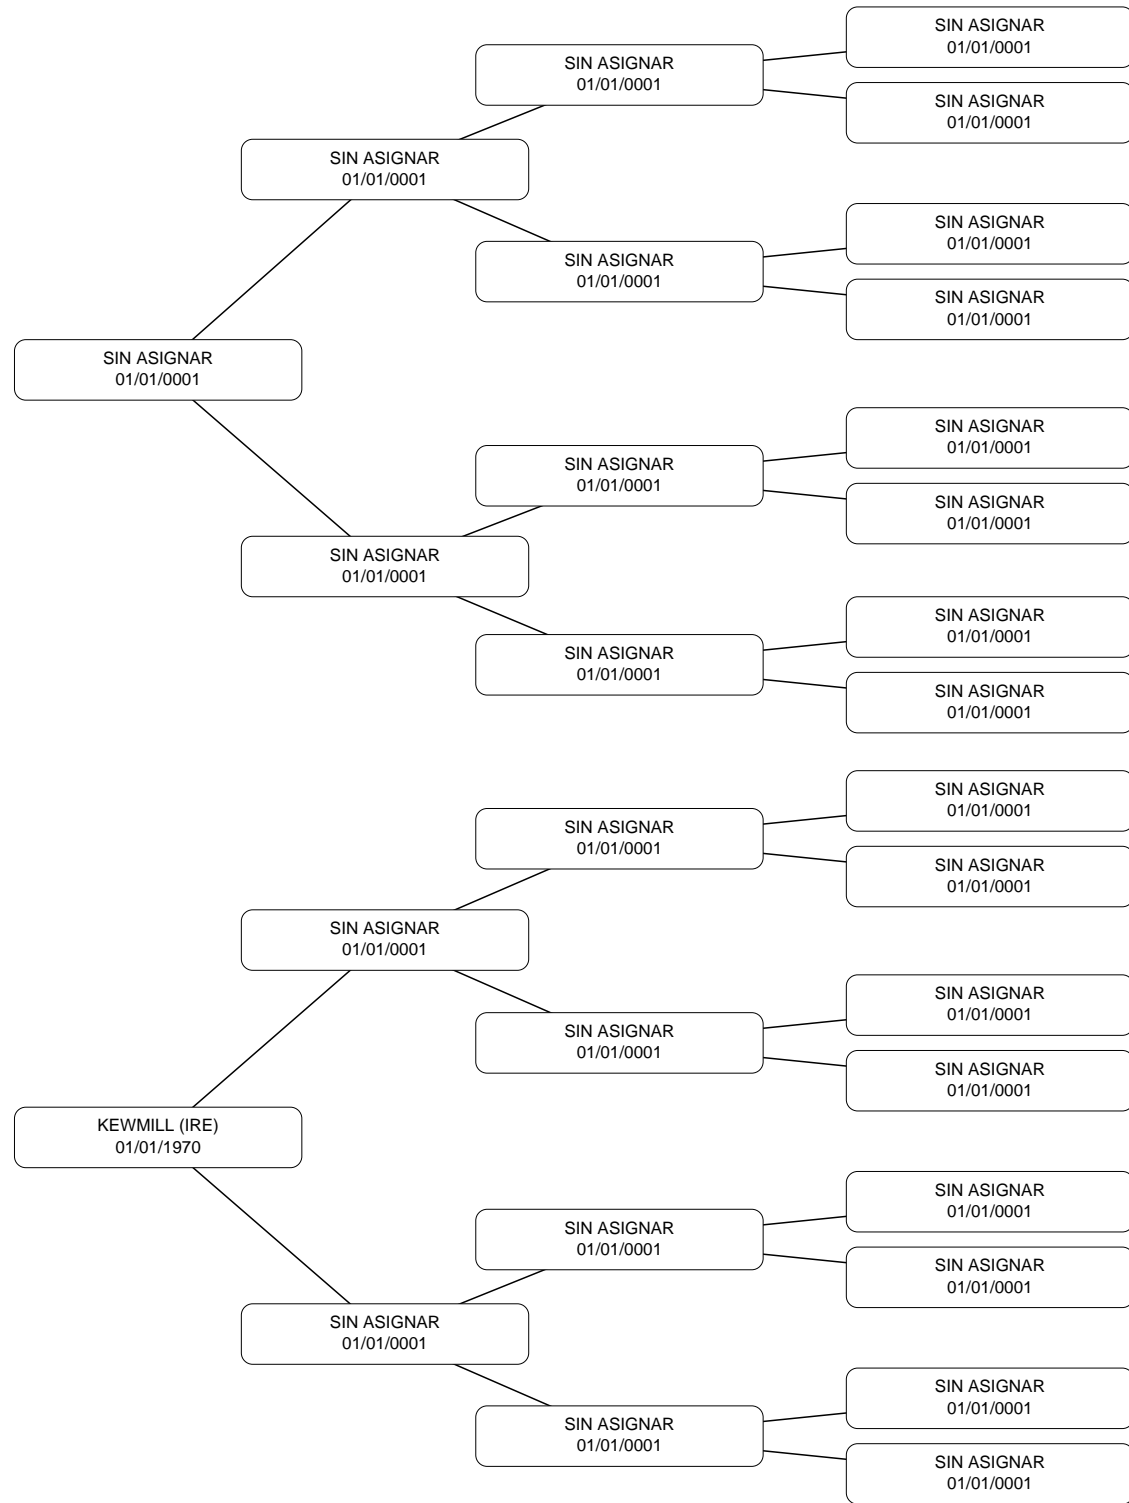 SIN ASIGNAR
01/01/0001
SIN ASIGNAR
01/01/0001
SIN ASIGNAR
01/01/0001
SIN ASIGNAR
01/01/0001
SIN ASIGNAR
01/01/0001
SIN ASIGNAR
01/01/0001
SIN ASIGNAR
01/01/0001
SIN ASIGNAR
01/01/0001
SIN ASIGNAR
01/01/0001
SIN ASIGNAR
01/01/0001
SIN ASIGNAR
01/01/0001
SIN ASIGNAR
01/01/0001
SIN ASIGNAR
01/01/0001
SIN ASIGNAR
01/01/0001
SIN ASIGNAR
01/01/0001
SIN ASIGNAR
01/01/0001
SIN ASIGNAR
01/01/0001
SIN ASIGNAR
01/01/0001
SIN ASIGNAR
01/01/0001
SIN ASIGNAR
01/01/0001
SIN ASIGNAR
01/01/0001
SIN ASIGNAR
01/01/0001
KEWMILL (IRE)
01/01/1970
SIN ASIGNAR
01/01/0001
SIN ASIGNAR
01/01/0001
SIN ASIGNAR
01/01/0001
SIN ASIGNAR
01/01/0001
SIN ASIGNAR
01/01/0001
SIN ASIGNAR
01/01/0001
SIN ASIGNAR
01/01/0001